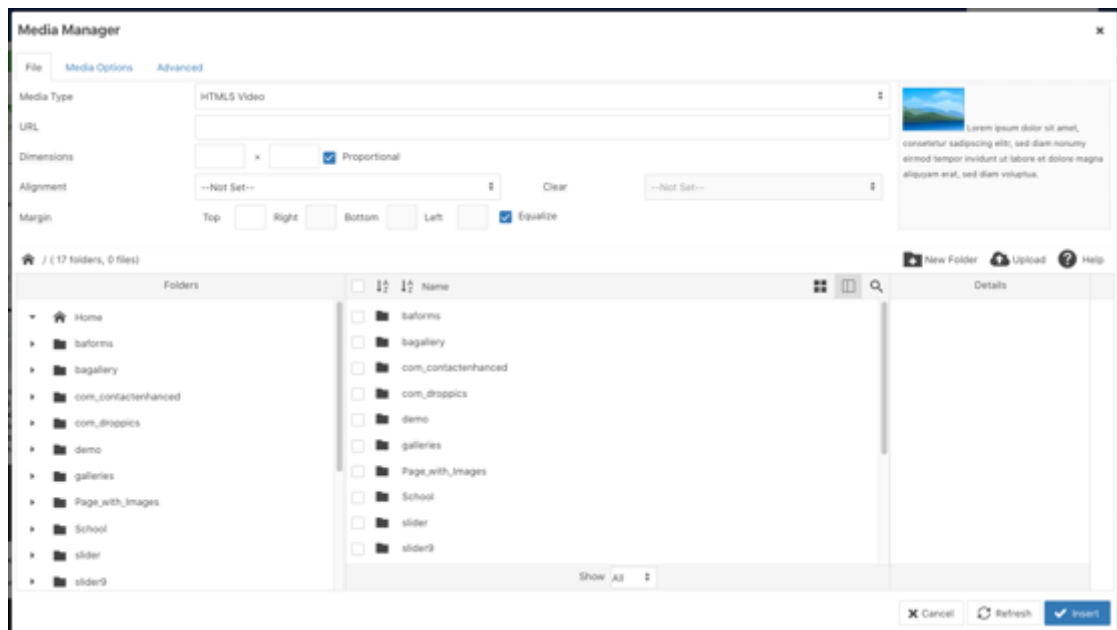 Media Manager
File Media Options Advanced
Media Type HTML5 Video
URL
Dimensions × Proportional
Alignment --Not Set-- Clear --Not Set--
Margin Top Right Bottom Left Equalize
Lorem ipsum dolor sit amet,
consetetur sadipscing elitr, sed diam nonumy
eirmod tempor invidunt ut labore et dolore magna
aliquyam erat, sed diam voluptua.
/ ( 17 folders, 0 files) New Folder Upload Help
Folders Name Details
Home
baforms
bagallery
com_contactenhanced
com_droppics
demo
galleries
Page_with_Images
School
slider
slider9
baforms
bagallery
com_contactenhanced
com_droppics
demo
galleries
Page_with_Images
School
slider
slider9
Show All
Cancel Refresh Insert